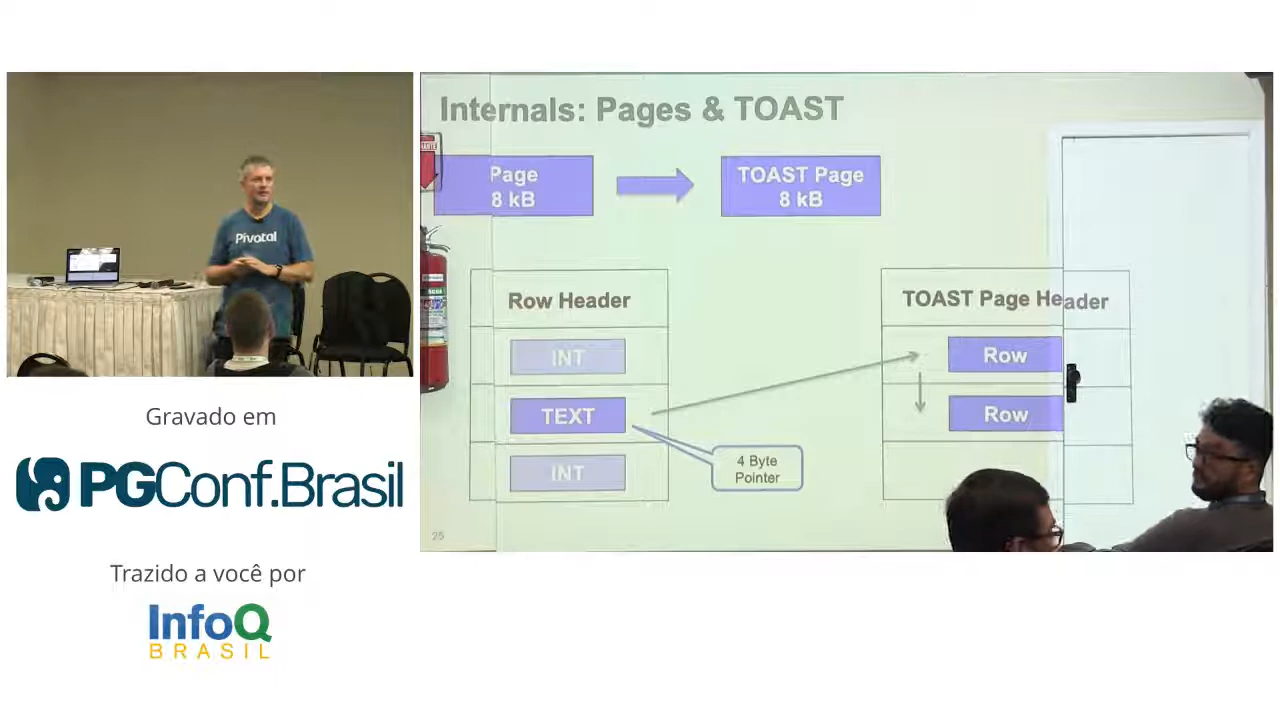 Pivotal
Gravado em
PGConf.Brasil
Trazido a você por
InfoQ
BRASIL
Internals: Pages & TOAST
Page
8 kB
TOAST Page
8 kB
Row Header
INT
TEXT
INT
4 Byte
Pointer
TOAST Page Header
Row
Row
25